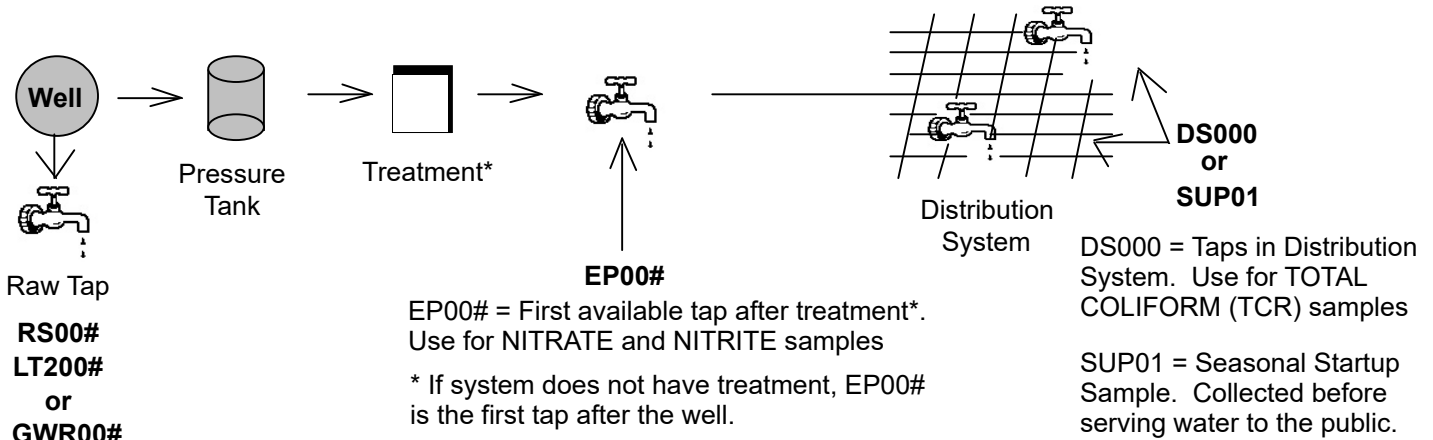 Well
Pressure
Tank
Treatment*
Raw Tap
RS00#
LT200#
or
GWR00#
EP00#
EP00# = First available tap after treatment*.
Use for NITRATE and NITRITE samples
* If system does not have treatment, EP00#
is the first tap after the well.
Distribution
System
DS000
or
SUP01
DS000 = Taps in Distribution
System. Use for TOTAL
COLIFORM (TCR) samples
SUP01 = Seasonal Startup
Sample. Collected before
serving water to the public.